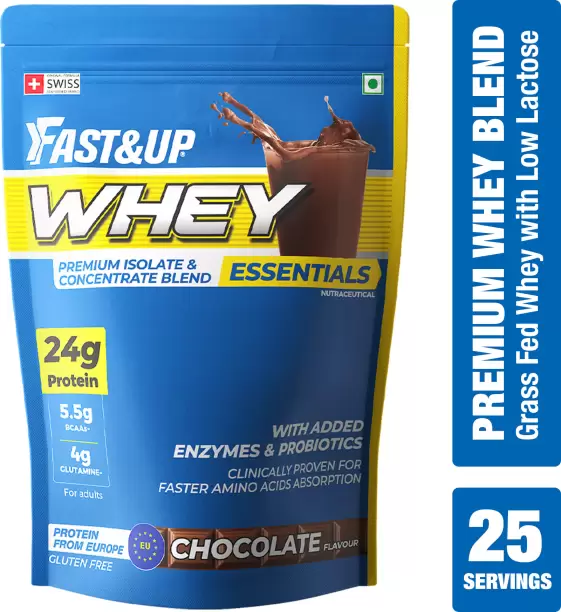 SWISS
FAST&UP®
WHEY
PREMIUM ISOLATE &
CONCENTRATE BLEND
ESSENTIALS
NUTRACEUTICAL
24g
Protein
5.5g
BCAAs^
4g
GLUTAMINE~
For adults
WITH ADDED
ENZYMES & PROBIOTICS
CLINICALLY PROVEN FOR
FASTER AMINO ACIDS ABSORPTION
PROTEIN
FROM EUROPE
EU
GLUTEN FREE
CHOCOLATE FLAVOUR
PREMIUM WHEY BLEND
Grass Fed Whey with Low Lactose
25
SERVINGS